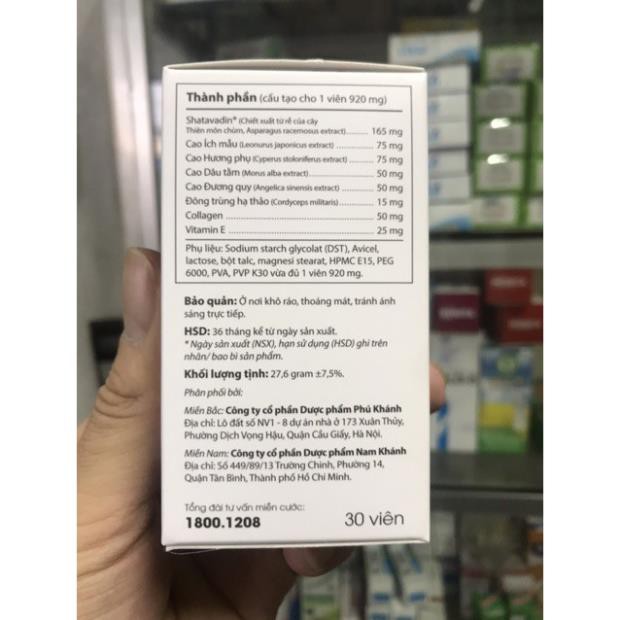 Thành phần (cấu tạo cho 1 viên 920 mg)
Shatavadin* (Chiết xuất từ rễ của cây
Thiên môn chùm, Asparagus racemosus extract)........ 165 mg
Cao Ích mẫu (Leonurus japonicus extract)........ 75 mg
Cao Hương phụ (Cyperus stoloniferus extract)........ 75 mg
Cao Dâu tằm (Morus alba extract)........ 50 mg
Cao Đương quy (Angelica sinensis extract)........ 50 mg
Đông trùng hạ thảo (Cordyceps militaris)........ 15 mg
Collagen........ 50 mg
Vitamin E........ 25 mg
Phụ liệu: Sodium starch glycolat (DST), Avicel,
lactose, bột talc, magnesi stearat, HPMC E15, PEG
6000, PVA, PVP K30 vừa đủ 1 viên 920 mg.
Bảo quản: Ở nơi khô ráo, thoáng mát, tránh ánh
sáng trực tiếp.
HSD: 36 tháng kể từ ngày sản xuất.
* Ngày sản xuất (NSX), hạn sử dụng (HSD) ghi trên
nhãn/ bao bì sản phẩm.
Khối lượng tịnh: 27,6 gram ±7,5%.
Phân phối bởi:
Miền Bắc: Công ty cổ phần Dược phẩm Phú Khánh
Địa chỉ: Lô đất số NV1 - 8 dự án nhà ở 173 Xuân Thủy,
Phường Dịch Vọng Hậu, Quận Cầu Giấy, Hà Nội.
Miền Nam: Công ty cổ phần Dược phẩm Nam Khánh
Địa chỉ: Số 449/89/13 Trường Chinh, Phường 14,
Quận Tân Bình, Thành phố Hồ Chí Minh.
Tổng đài tư vấn miễn cước:
1800.1208
30 viên